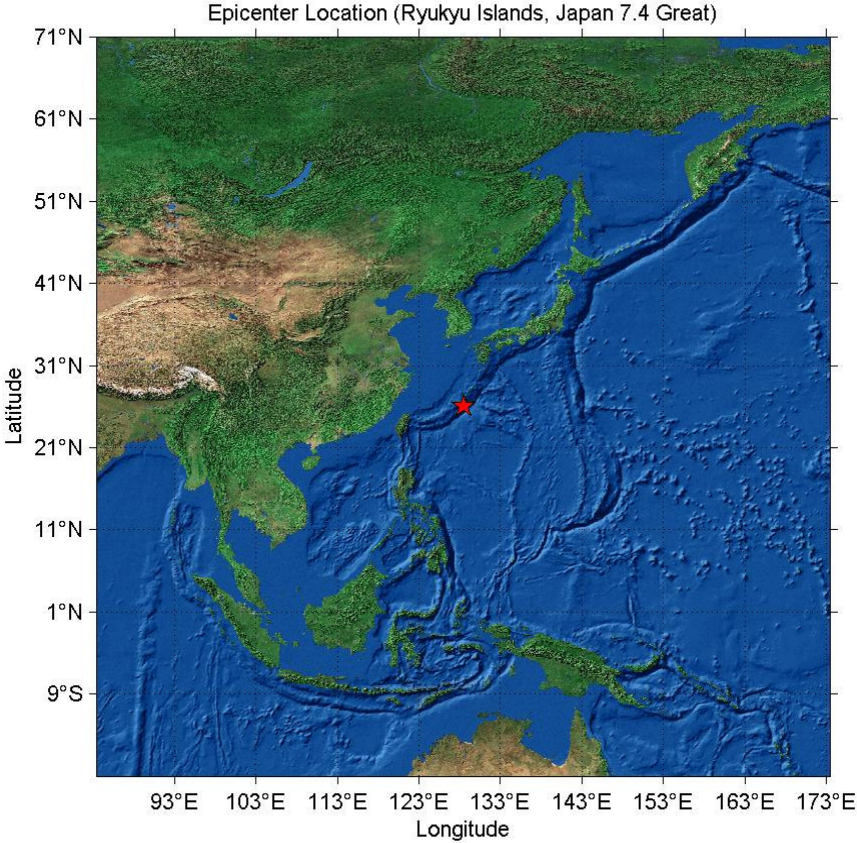 Epicenter Location (Ryukyu Islands, Japan 7.4 Great)
71°N
61°N
51°N
41°N
31°N
21°N
11°N
1°N
9°S
Latitude
93°E 103°E 113°E 123°E 133°E 143°E 153°E 163°E 173°E
Longitude